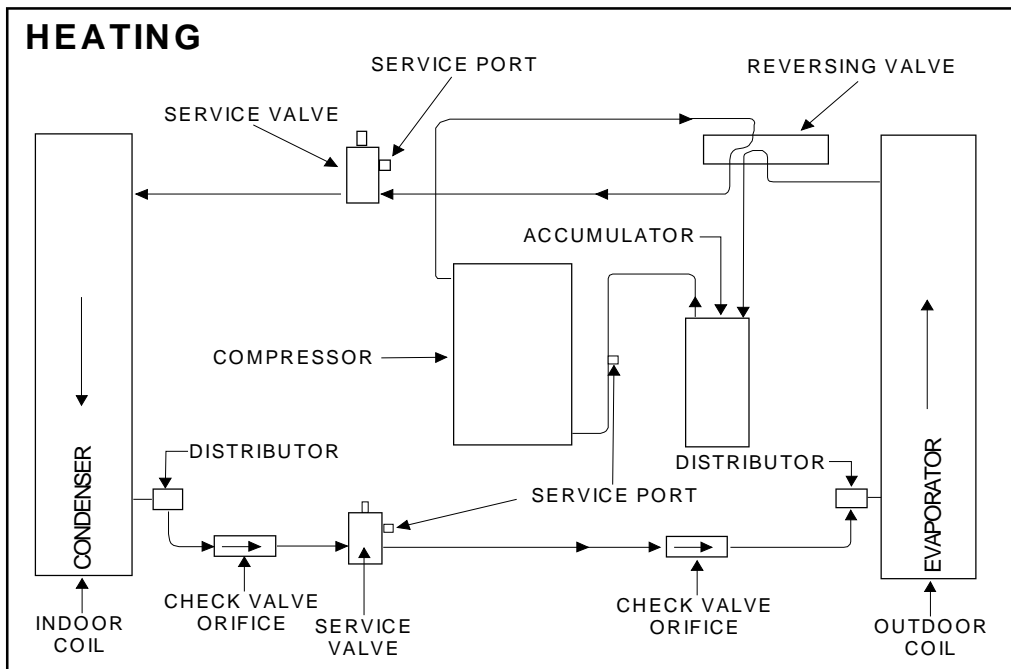 HEATING
SERVICE PORT
REVERSING VALVE
SERVICE VALVE
ACCUMULATOR
COMPRESSOR
CONDENSER
EVAPORATOR
DISTRIBUTOR
DISTRIBUTOR
SERVICE PORT
INDOOR
COIL
CHECK VALVE
ORIFICE
SERVICE
VALVE
CHECK VALVE
ORIFICE
OUTDOOR
COIL